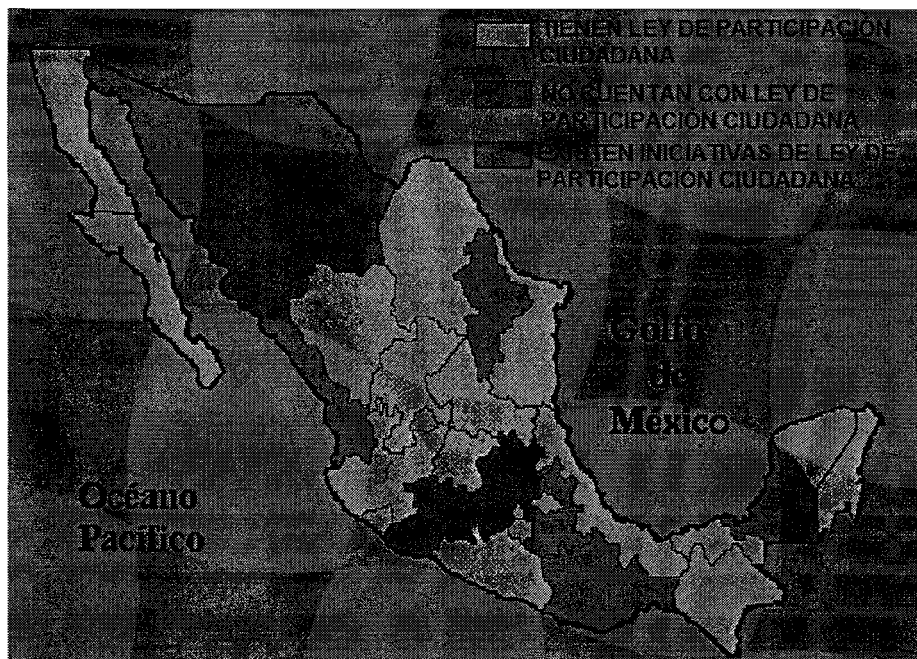 TIENEN LEY DE PARTICIPACIÓN
CIUDADANA
NO CUENTAN CON LEY DE
PARTICIPACIÓN CIUDADANA
EXISTEN INICIATIVAS DE LEY DE
PARTICIPACIÓN CIUDADANA
Golfo
de
México
Océano
Pacífico